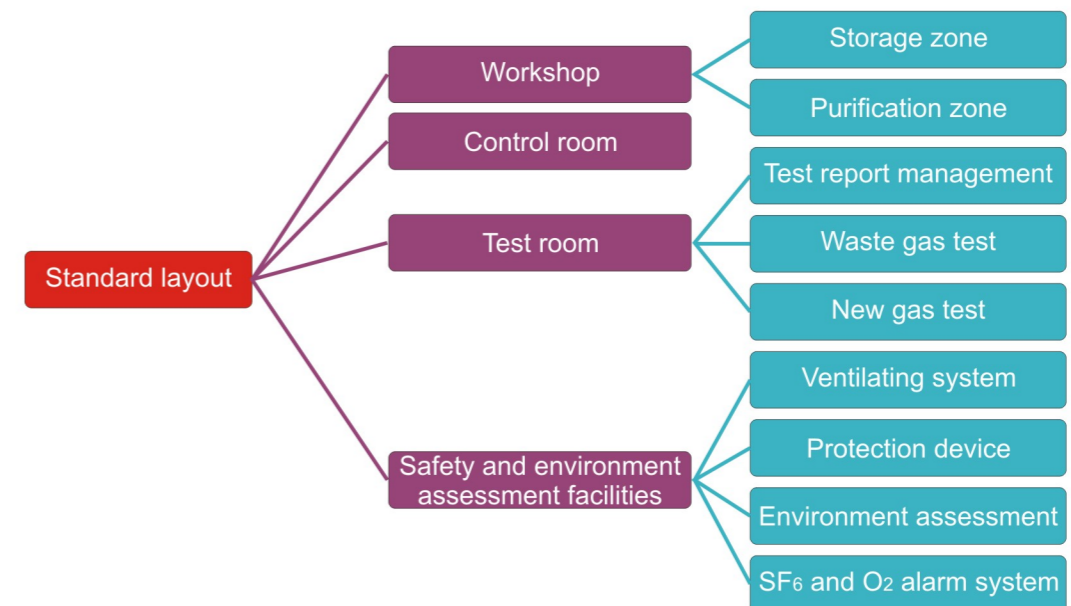 Standard layout
Workshop
Control room
Test room
Safety and environment
assessment facilities
Storage zone
Purification zone
Test report management
Waste gas test
New gas test
Ventilating system
Protection device
Environment assessment
SF6 and O2 alarm system